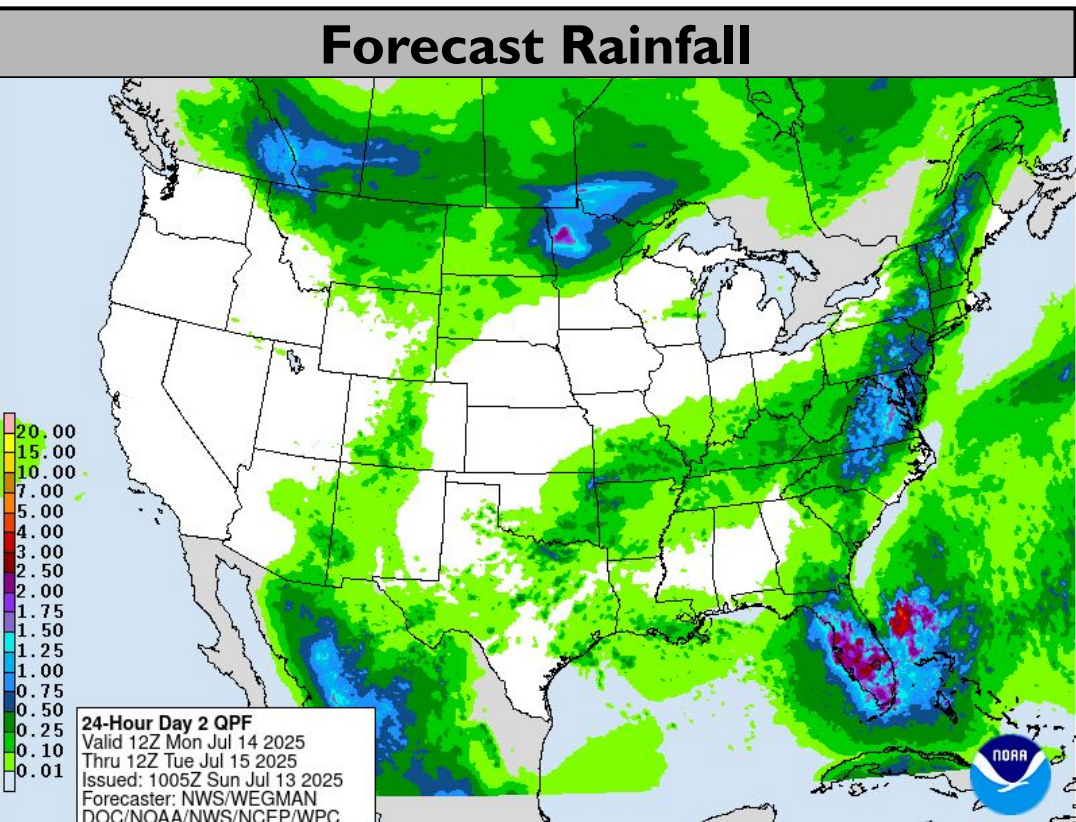 Forecast Rainfall
20.00
15.00
10.00
7.00
5.00
4.00
3.00
2.50
2.00
1.75
1.50
1.25
1.00
0.75
0.50
0.25
0.10
0.01
24-Hour Day 2 QPF
Valid 12Z Mon Jul 14 2025
Thru 12Z Tue Jul 15 2025
Issued: 1005Z Sun Jul 13 2025
Forecaster: NWS/WEGMAN
DOC/NOAA/NWS/NCEP/WPC
NOAA